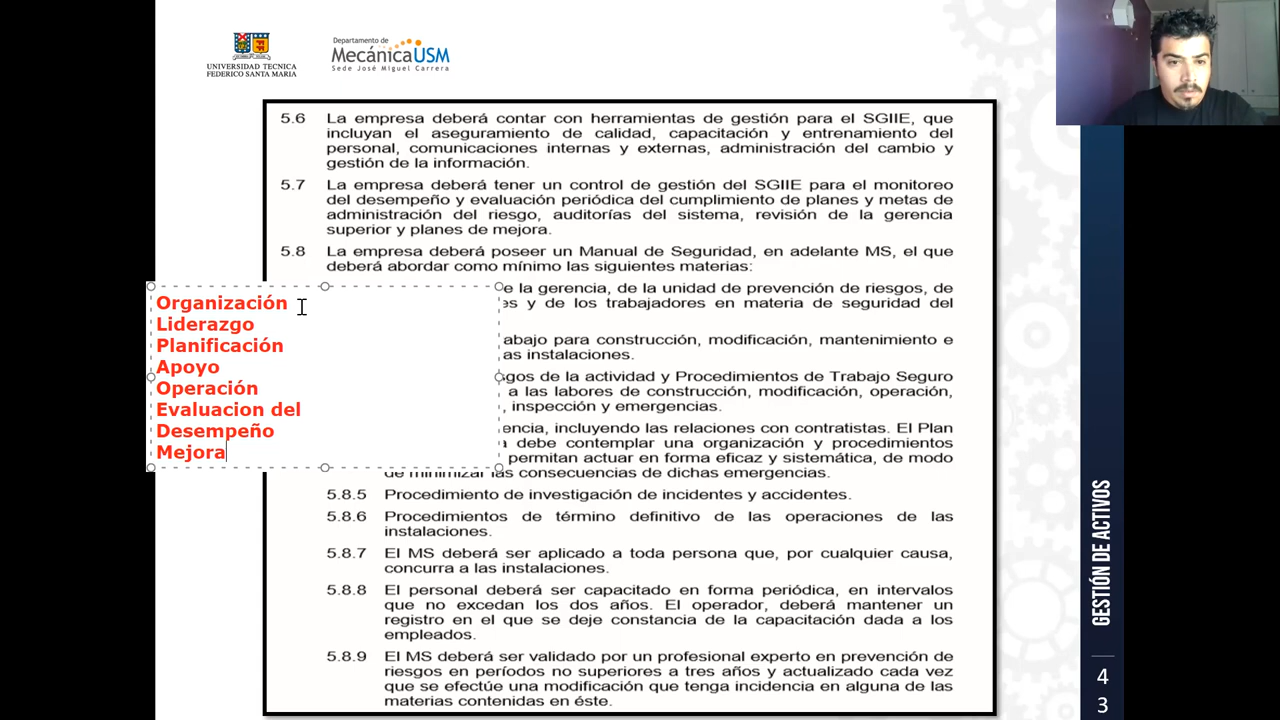 UNIVERSIDAD TECNICA
FEDERICO SANTA MARIA
Departamento de
MecánicaUSM
Sede José Miguel Carrera
5.6 La empresa deberá contar con herramientas de gestión para el SGIIE, que
incluyan el aseguramiento de calidad, capacitación y entrenamiento del
personal, comunicaciones internas y externas, administración del cambio y
gestión de la información.
5.7 La empresa deberá tener un control de gestión del SGIIE para el monitoreo
del desempeño y evaluación periódica del cumplimiento de planes y metas de
administración del riesgo, auditorías del sistema, revisión de la gerencia
superior y planes de mejora.
5.8 La empresa deberá poseer un Manual de Seguridad, en adelante MS, el que
deberá abordar como mínimo las siguientes materias:
e la gerencia, de la unidad de prevención de riesgos, de
es y de los trabajadores en materia de seguridad del
abajo para construcción, modificación, mantenimiento e
as instalaciones.
gos de la actividad y Procedimientos de Trabajo Seguro
a las labores de construcción, modificación, operación,
, inspección y emergencias.
encia, incluyendo las relaciones con contratistas. El Plan
debe contemplar una organización y procedimientos
permitan actuar en forma eficaz y sistemática, de modo
de minimizar las consecuencias de dichas emergencias.
Organización
Liderazgo
Planificación
Apoyo
Operación
Evaluacion del
Desempeño
Mejora
5.8.5 Procedimiento de investigación de incidentes y accidentes.
5.8.6 Procedimientos de término definitivo de las operaciones de las
instalaciones.
5.8.7 El MS deberá ser aplicado a toda persona que, por cualquier causa,
concurra a las instalaciones.
5.8.8 El personal deberá ser capacitado en forma periódica, en intervalos
que no excedan los dos años. El operador, deberá mantener un
registro en el que se deje constancia de la capacitación dada a los
empleados.
5.8.9 El MS deberá ser validado por un profesional experto en prevención de
riesgos en períodos no superiores a tres años y actualizado cada vez
que se efectúe una modificación que tenga incidencia en alguna de las
materias contenidas en éste.
GESTIÓN DE ACTIVOS
4
3